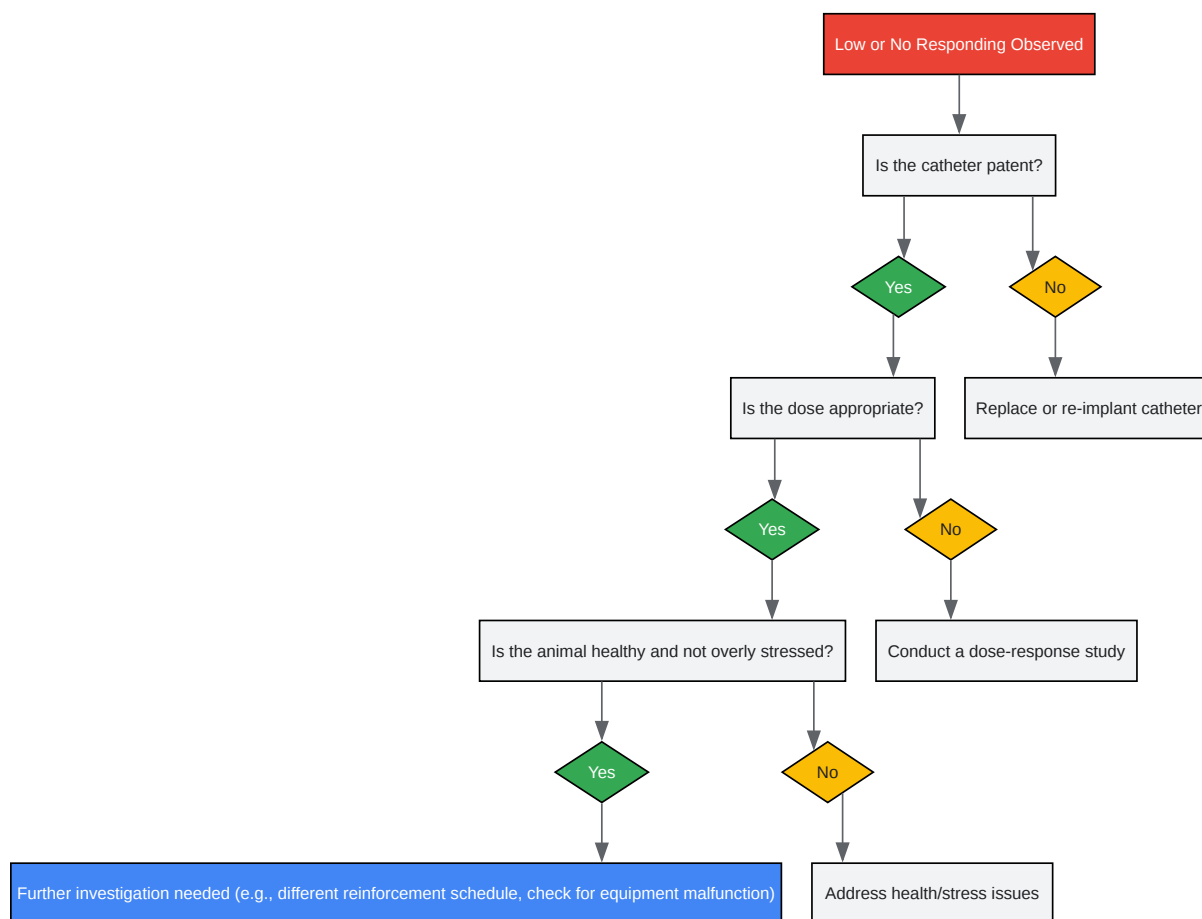 Low or No Responding Observed
Is the catheter patent?
Yes
No
Is the dose appropriate?
Replace or re-implant catheter
Yes
No
Is the animal healthy and not overly stressed?
Conduct a dose-response study
Yes
No
Further investigation needed (e.g., different reinforcement schedule, check for equipment malfunction)
Address health/stress issues